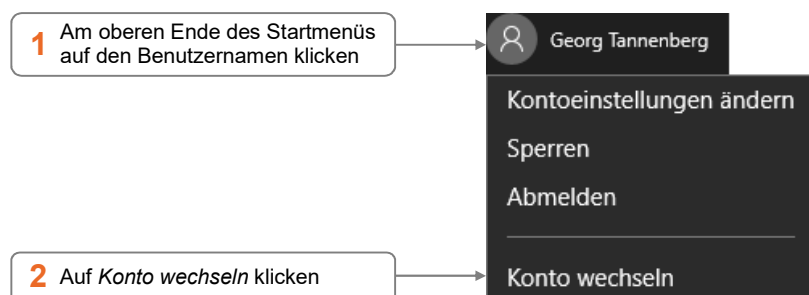 1 Am oberen Ende des Startmenüs
auf den Benutzernamen klicken
Georg Tannenberg
Kontoeinstellungen ändern
Sperren
Abmelden
2 Auf Konto wechseln klicken
Konto wechseln